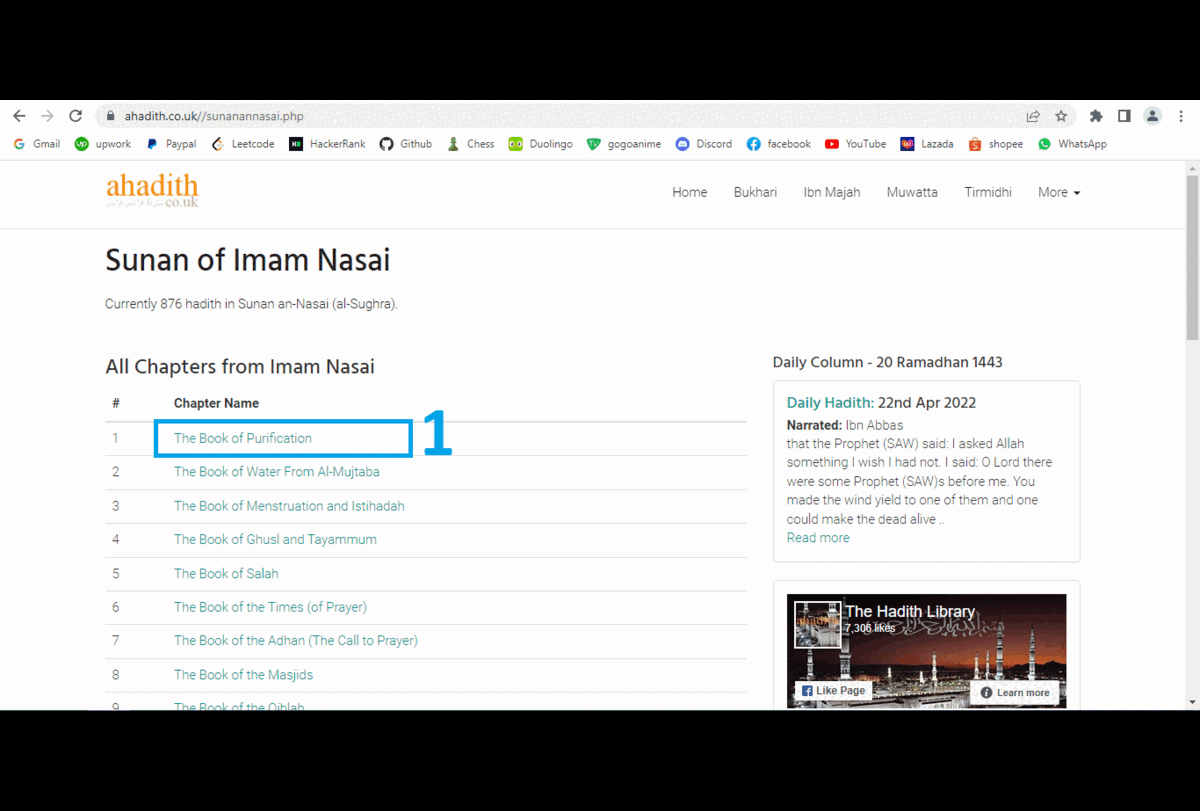 ahadith.co.uk//sunanannasai.php
Gmail upwork Paypal Leetcode HackerRank Github Chess Duolingo gogoanime Discord facebook YouTube Lazada shopee WhatsApp
ahadith
.co.uk
Home Bukhari Ibn Majah Muwatta Tirmidhi More
Sunan of Imam Nasai
Currently 876 hadith in Sunan an-Nasai (al-Sughra).
All Chapters from Imam Nasai
# Chapter Name
1 The Book of Purification 1
2 The Book of Water From Al-Mujtaba
3 The Book of Menstruation and Istihadah
4 The Book of Ghusl and Tayammum
5 The Book of Salah
6 The Book of the Times (of Prayer)
7 The Book of the Adhan (The Call to Prayer)
8 The Book of the Masjids
9 The Book of the Qiblah
Daily Column - 20 Ramadhan 1443
Daily Hadith: 22nd Apr 2022
Narrated: Ibn Abbas
that the Prophet (SAW) said: I asked Allah
something I wish I had not. I said: O Lord there
were some Prophet (SAW)s before me. You
made the wind yield to one of them and one
could make the dead alive ..
Read more
The Hadith Library
7,306 likes
Like Page
Learn more